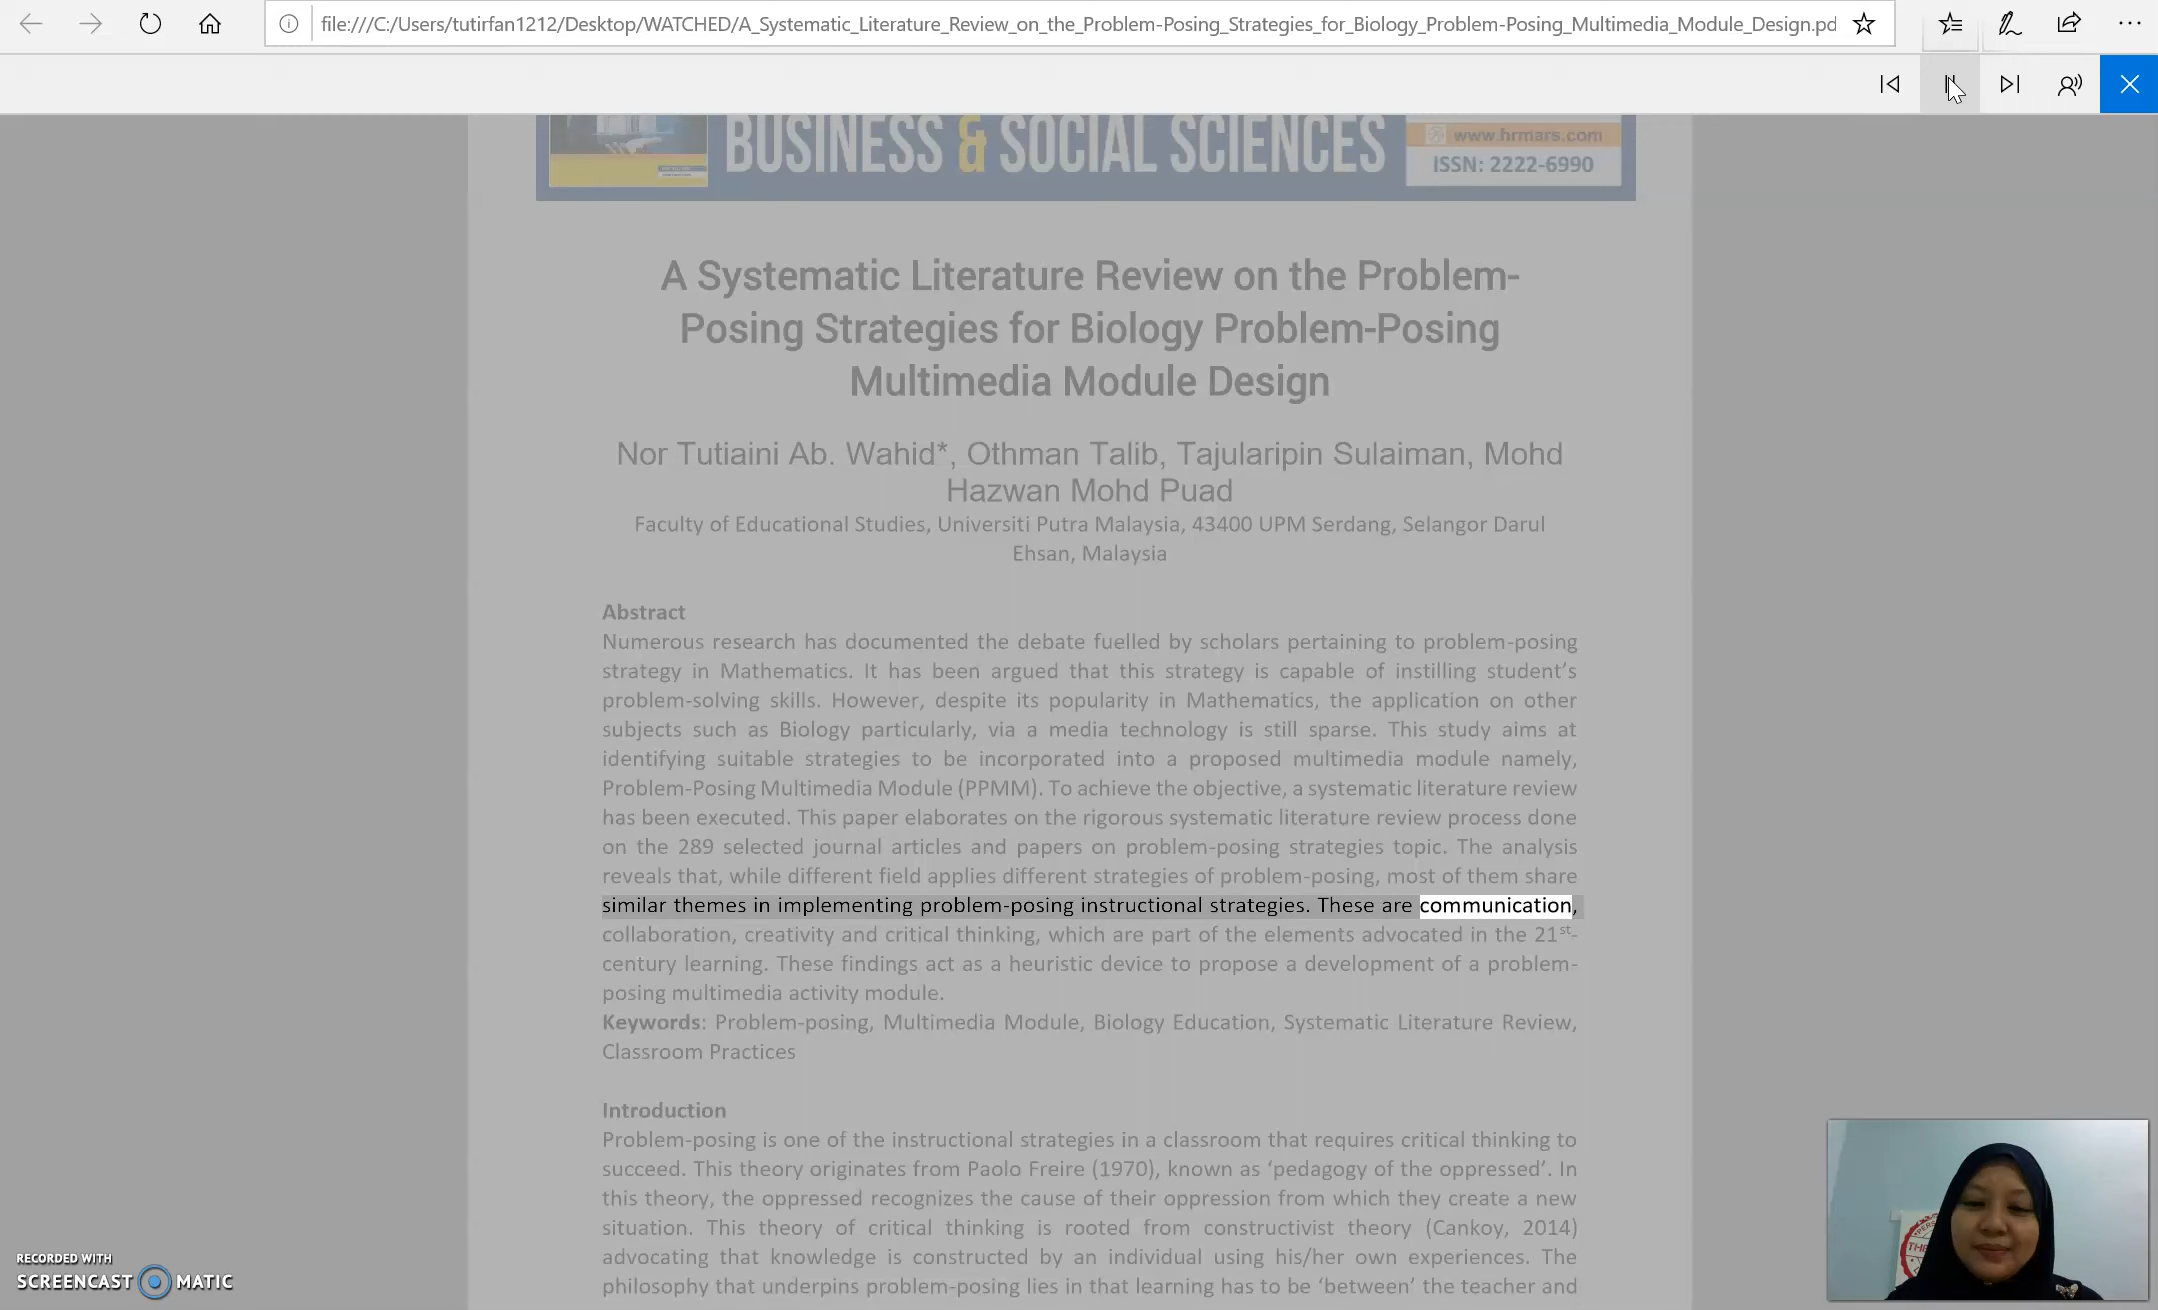 file:///C:/Users/tutirfan1212/Desktop/WATCHED/A_Systematic_Literature_Review_on_the_Problem-Posing_Strategies_for_Biology_Problem-Posing_Multimedia_Module_Design.pd
BUSINESS & SOCIAL SCIENCES
www.hrmars.com
ISSN: 2222-6990
A Systematic Literature Review on the Problem-
Posing Strategies for Biology Problem-Posing
Multimedia Module Design
Nor Tutiaini Ab. Wahid*, Othman Talib, Tajularipin Sulaiman, Mohd
Hazwan Mohd Puad
Faculty of Educational Studies, Universiti Putra Malaysia, 43400 UPM Serdang, Selangor Darul
Ehsan, Malaysia
Abstract
Numerous research has documented the debate fuelled by scholars pertaining to problem-posing
strategy in Mathematics. It has been argued that this strategy is capable of instilling student’s
problem-solving skills. However, despite its popularity in Mathematics, the application on other
subjects such as Biology particularly, via a media technology is still sparse. This study aims at
identifying suitable strategies to be incorporated into a proposed multimedia module namely,
Problem-Posing Multimedia Module (PPMM). To achieve the objective, a systematic literature review
has been executed. This paper elaborates on the rigorous systematic literature review process done
on the 289 selected journal articles and papers on problem-posing strategies topic. The analysis
reveals that, while different field applies different strategies of problem-posing, most of them share
similar themes in implementing problem-posing instructional strategies. These are communication,
collaboration, creativity and critical thinking, which are part of the elements advocated in the 21st-
century learning. These findings act as a heuristic device to propose a development of a problem-
posing multimedia activity module.
Keywords: Problem-posing, Multimedia Module, Biology Education, Systematic Literature Review,
Classroom Practices
Introduction
Problem-posing is one of the instructional strategies in a classroom that requires critical thinking to
succeed. This theory originates from Paolo Freire (1970), known as ‘pedagogy of the oppressed’. In
this theory, the oppressed recognizes the cause of their oppression from which they create a new
situation. This theory of critical thinking is rooted from constructivist theory (Cankoy, 2014)
advocating that knowledge is constructed by an individual using his/her own experiences. The
philosophy that underpins problem-posing lies in that learning has to be ‘between’ the teacher and
RECORDED WITH
SCREENCAST MATIC